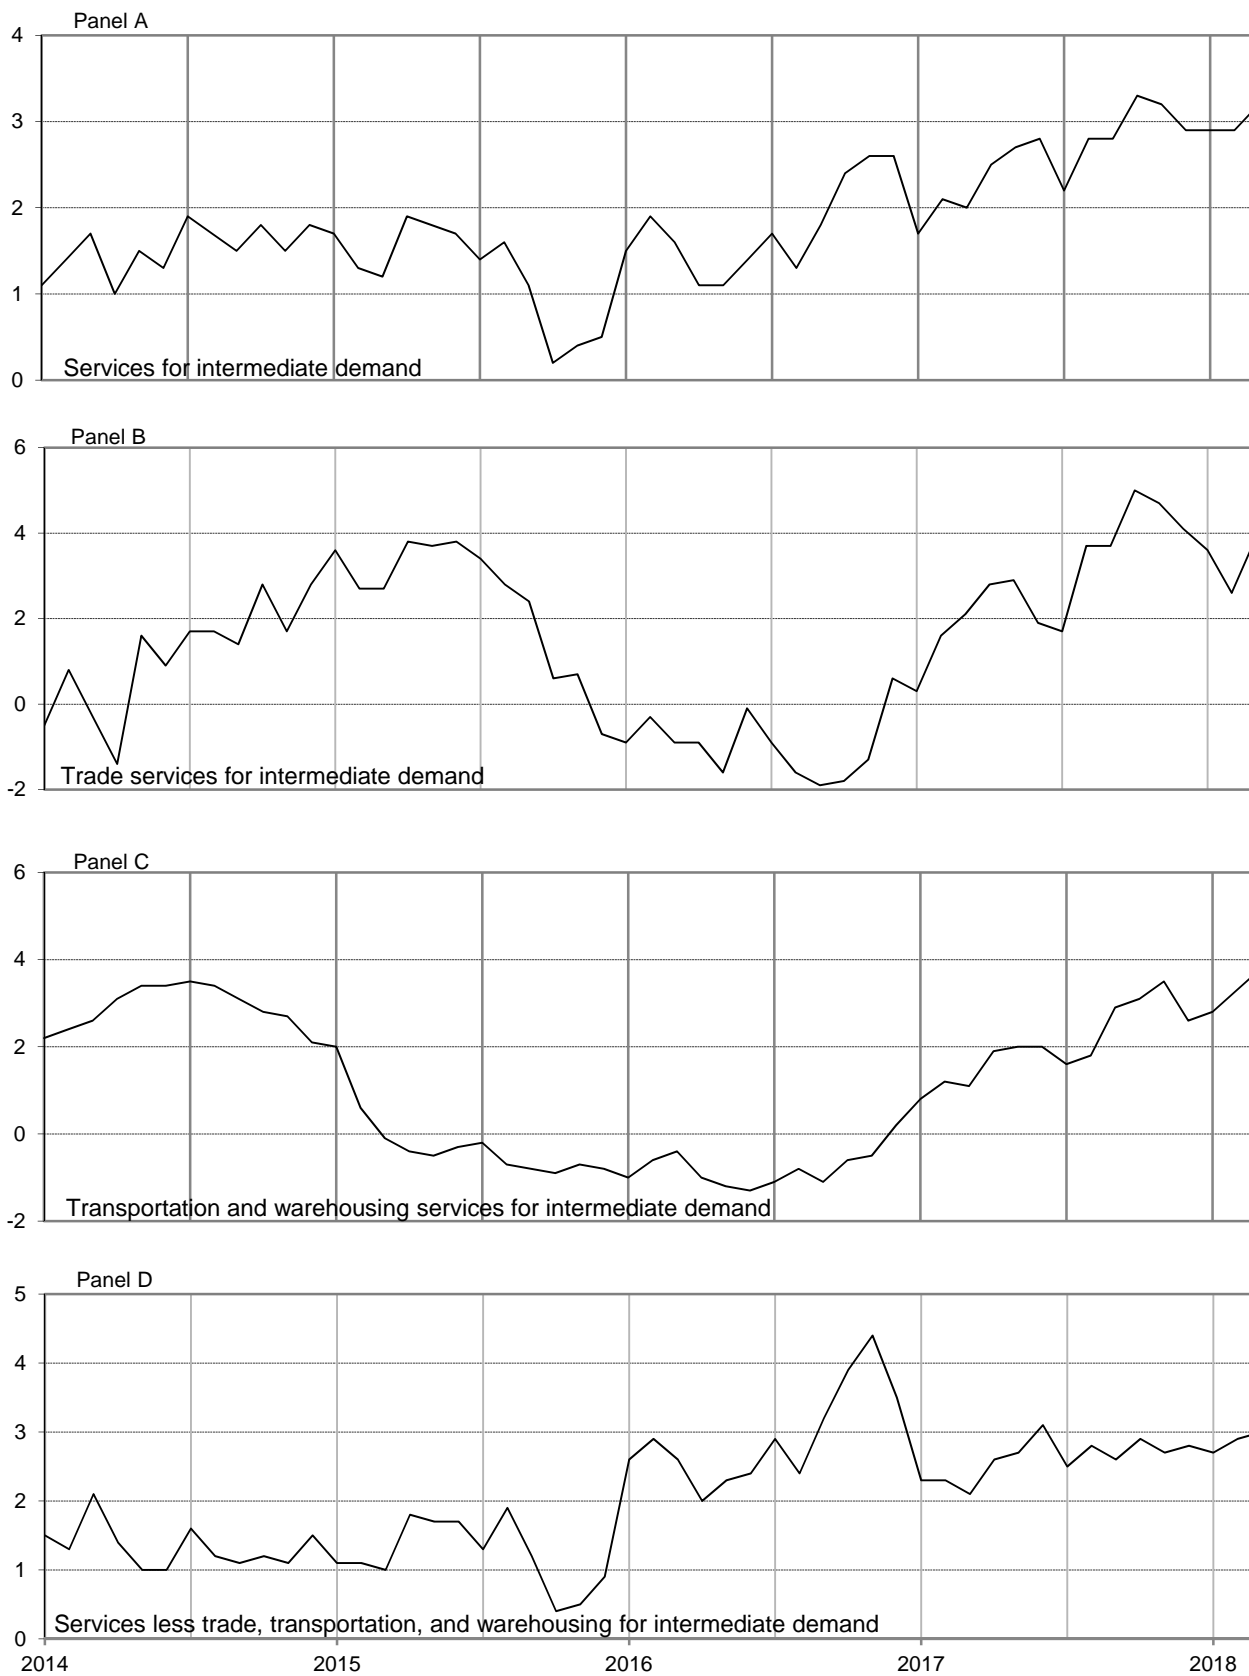 Panel A
4
3
2
1
0
Services for intermediate demand
Panel B
6
4
2
0
-2
Trade services for intermediate demand
Panel C
6
4
2
0
-2
Transportation and warehousing services for intermediate demand
Panel D
5
4
3
2
1
0
Services less trade, transportation, and warehousing for intermediate demand
2014 2015 2016 2017 2018